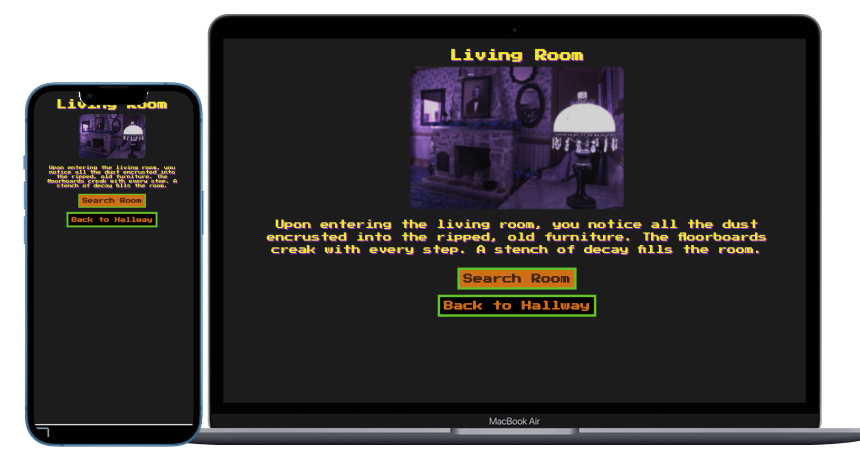 Living Room
Upon entering the living room, you
notice all the dust encrusted into
the ripped, old furniture. The
floorboards creak with every step. A
stench of decay fills the room.
Search Room
Back to Hallway
Living Room
Upon entering the living room, you notice all the dust
encrusted into the ripped, old furniture. The floorboards
creak with every step. A stench of decay fills the room.
Search Room
Back to Hallway
MacBook Air